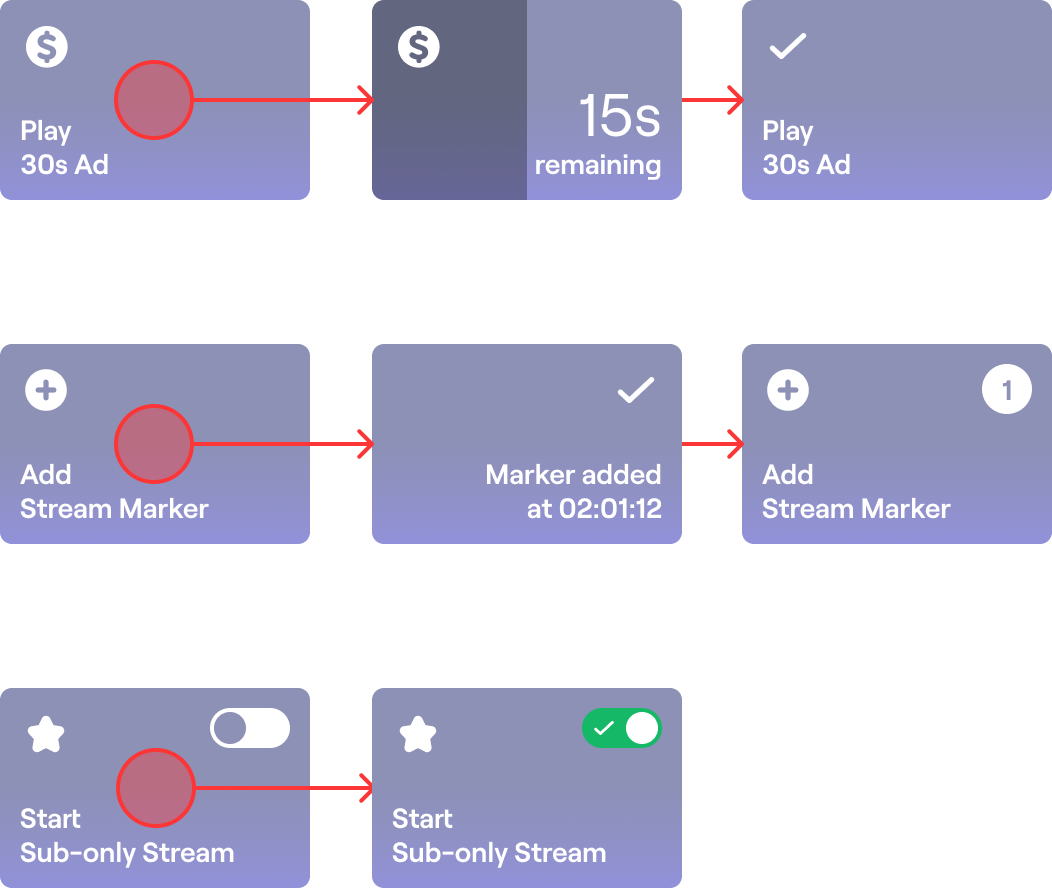 $
Play
30s Ad
$
15s
remaining
Play
30s Ad
Add
Stream Marker
Marker added
at 02:01:12
1
Add
Stream Marker
Start
Sub-only Stream
Start
Sub-only Stream